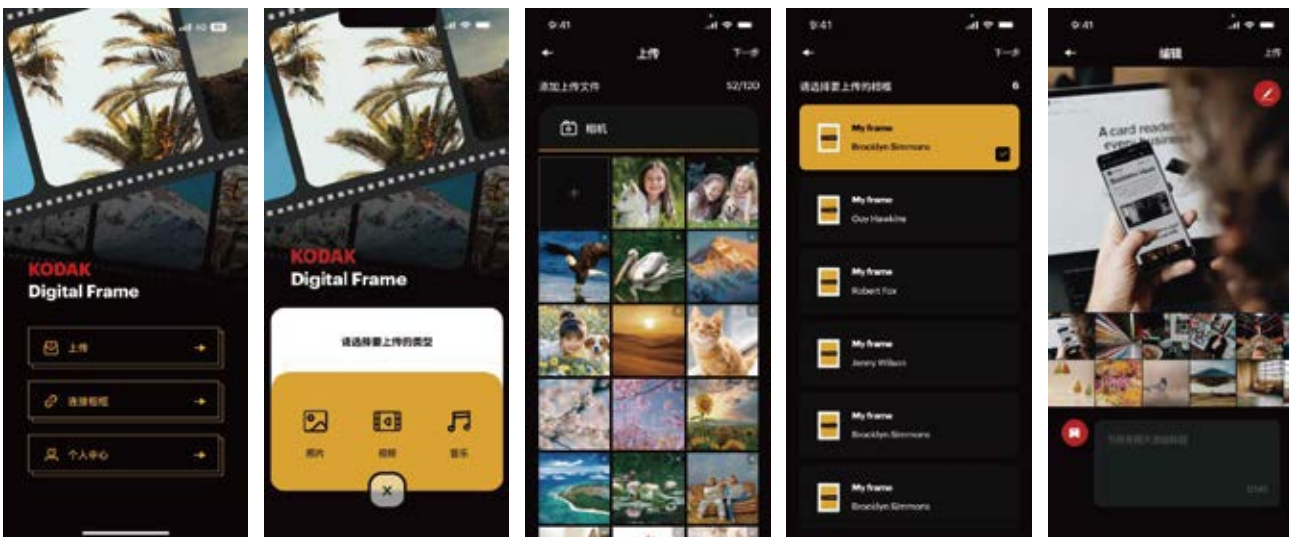 4G
KODAK
Digital Frame
上传
连接相框
个人中心
KODAK
Digital Frame
请选择要上传的类型
照片
视频
音乐
9:41
上传
下一步
添加上传文件
52/120
相机
9:41
下一步
请选择要上传的相框
6
My frame
Brooklyn Simmons
My frame
Guy Hawkins
My frame
Robert Fox
My frame
Jenny Wilson
My frame
Brooklyn Simmons
My frame
Brooklyn Simmons
9:41
编辑
上传
A card reader
every business